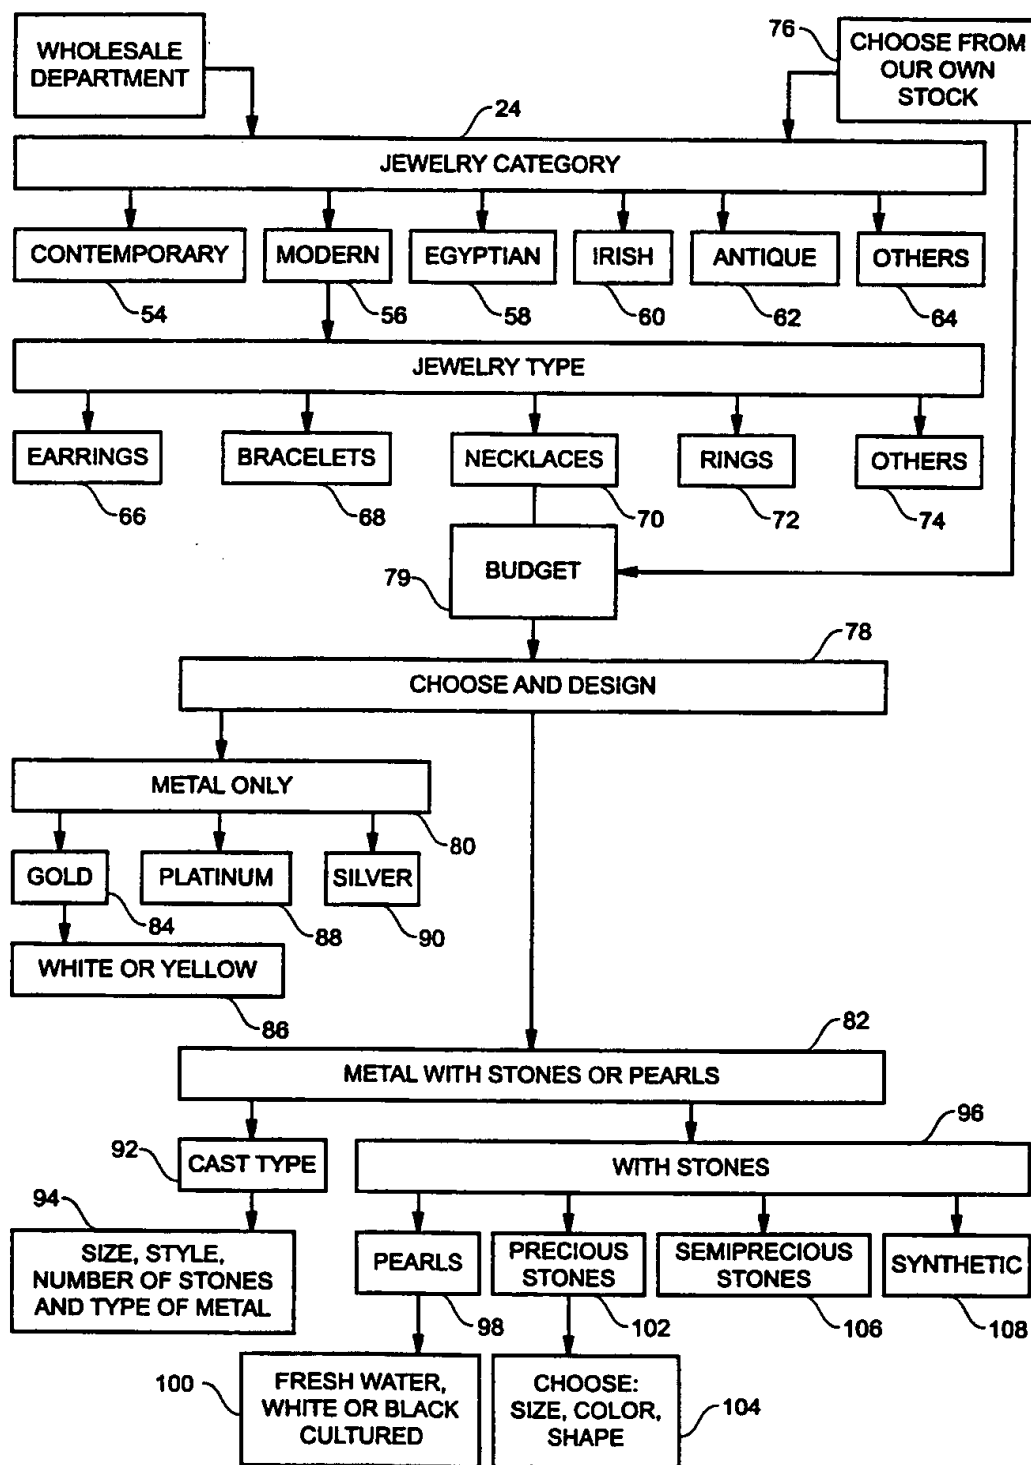 WHOLESALE
DEPARTMENT
76
CHOOSE FROM
OUR OWN
STOCK
24
JEWELRY CATEGORY
CONTEMPORARY
MODERN
EGYPTIAN
IRISH
ANTIQUE
OTHERS
54
56
58
60
62
64
JEWELRY TYPE
EARRINGS
BRACELETS
NECKLACES
RINGS
OTHERS
66
68
70
72
74
79
BUDGET
78
CHOOSE AND DESIGN
METAL ONLY
80
GOLD
PLATINUM
SILVER
84
88
90
WHITE OR YELLOW
86
82
METAL WITH STONES OR PEARLS
92
CAST TYPE
96
WITH STONES
94
SIZE, STYLE,
NUMBER OF STONES
AND TYPE OF METAL
PEARLS
PRECIOUS
STONES
SEMIPRECIOUS
STONES
SYNTHETIC
98
102
106
108
100
FRESH WATER,
WHITE OR BLACK
CULTURED
CHOOSE:
SIZE, COLOR,
SHAPE
104